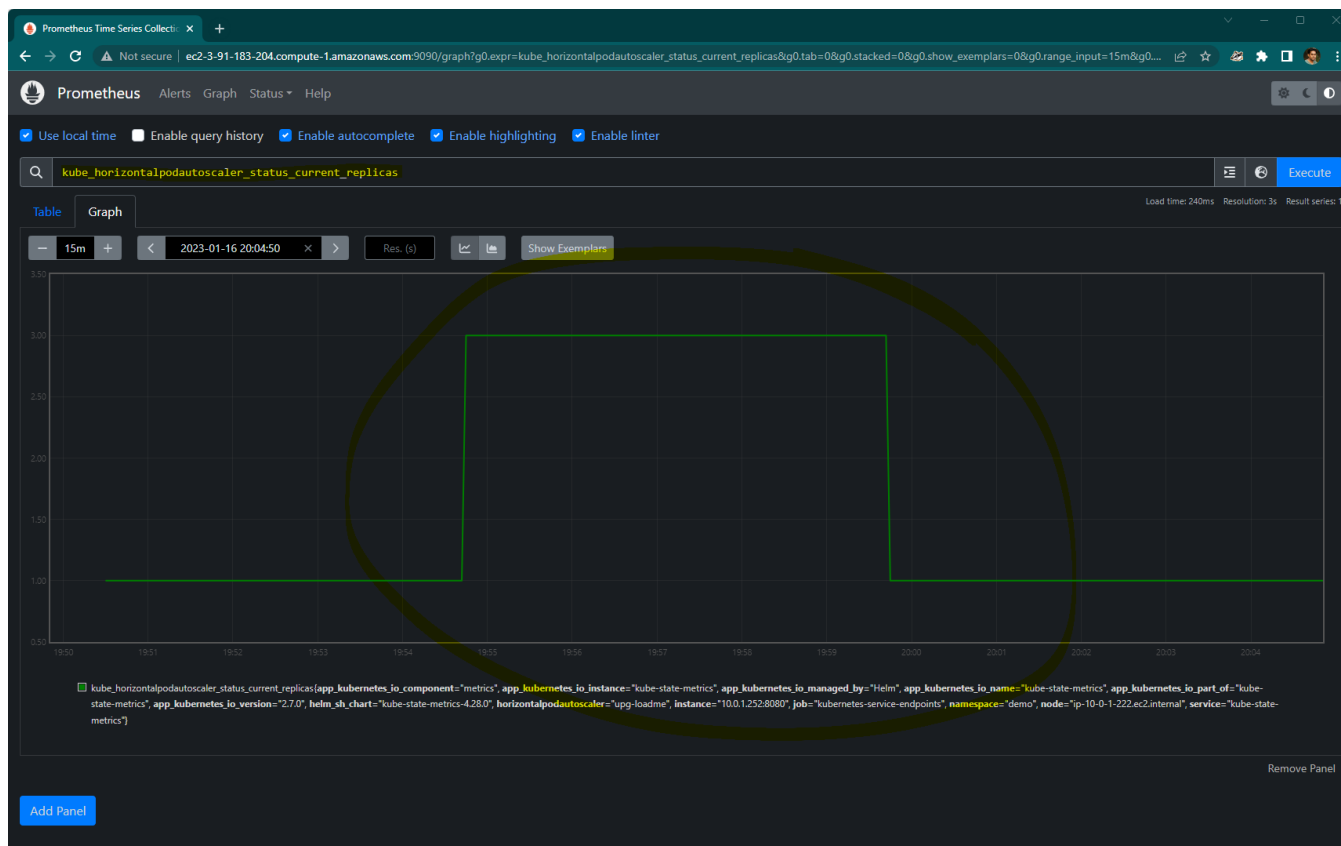 Prometheus Time Series Collectio
Not secure | ec2-3-91-183-204.compute-1.amazonaws.com:9090/graph?g0.expr=kube_horizontalpodautoscaler_status_current_replicas&g0.tab=0&g0.stacked=0&g0.show_exemplars=0&g0.range_input=15m&g0....
Prometheus Alerts Graph Status Help
Use local time Enable query history Enable autocomplete Enable highlighting Enable linter
kube_horizontalpodautoscaler_status_current_replicas Execute
Load time: 240ms Resolution: 3s Result series: 1
Table Graph
15m 2023-01-16 20:04:50 Res. (s) Show Exemplars
3.50
3.00
2.50
2.00
1.50
1.00
0.50
19:50 19:51 19:52 19:53 19:54 19:55 19:56 19:57 19:58 19:59 20:00 20:01 20:02 20:03 20:04
kube_horizontalpodautoscaler_status_current_replicas{app_kubernetes_io_component="metrics", app_kubernetes_io_instance="kube-state-metrics", app_kubernetes_io_managed_by="Helm", app_kubernetes_io_name="kube-state-metrics", app_kubernetes_io_part_of="kube-
state-metrics", app_kubernetes_io_version="2.7.0", helm_sh_chart="kube-state-metrics-4.28.0", horizontalpodautoscaler="upg-loadme", instance="10.0.1.252:8080", job="kubernetes-service-endpoints", namespace="demo", node="ip-10-0-1-222.ec2.internal", service="kube-state-
metrics"}
Remove Panel
Add Panel